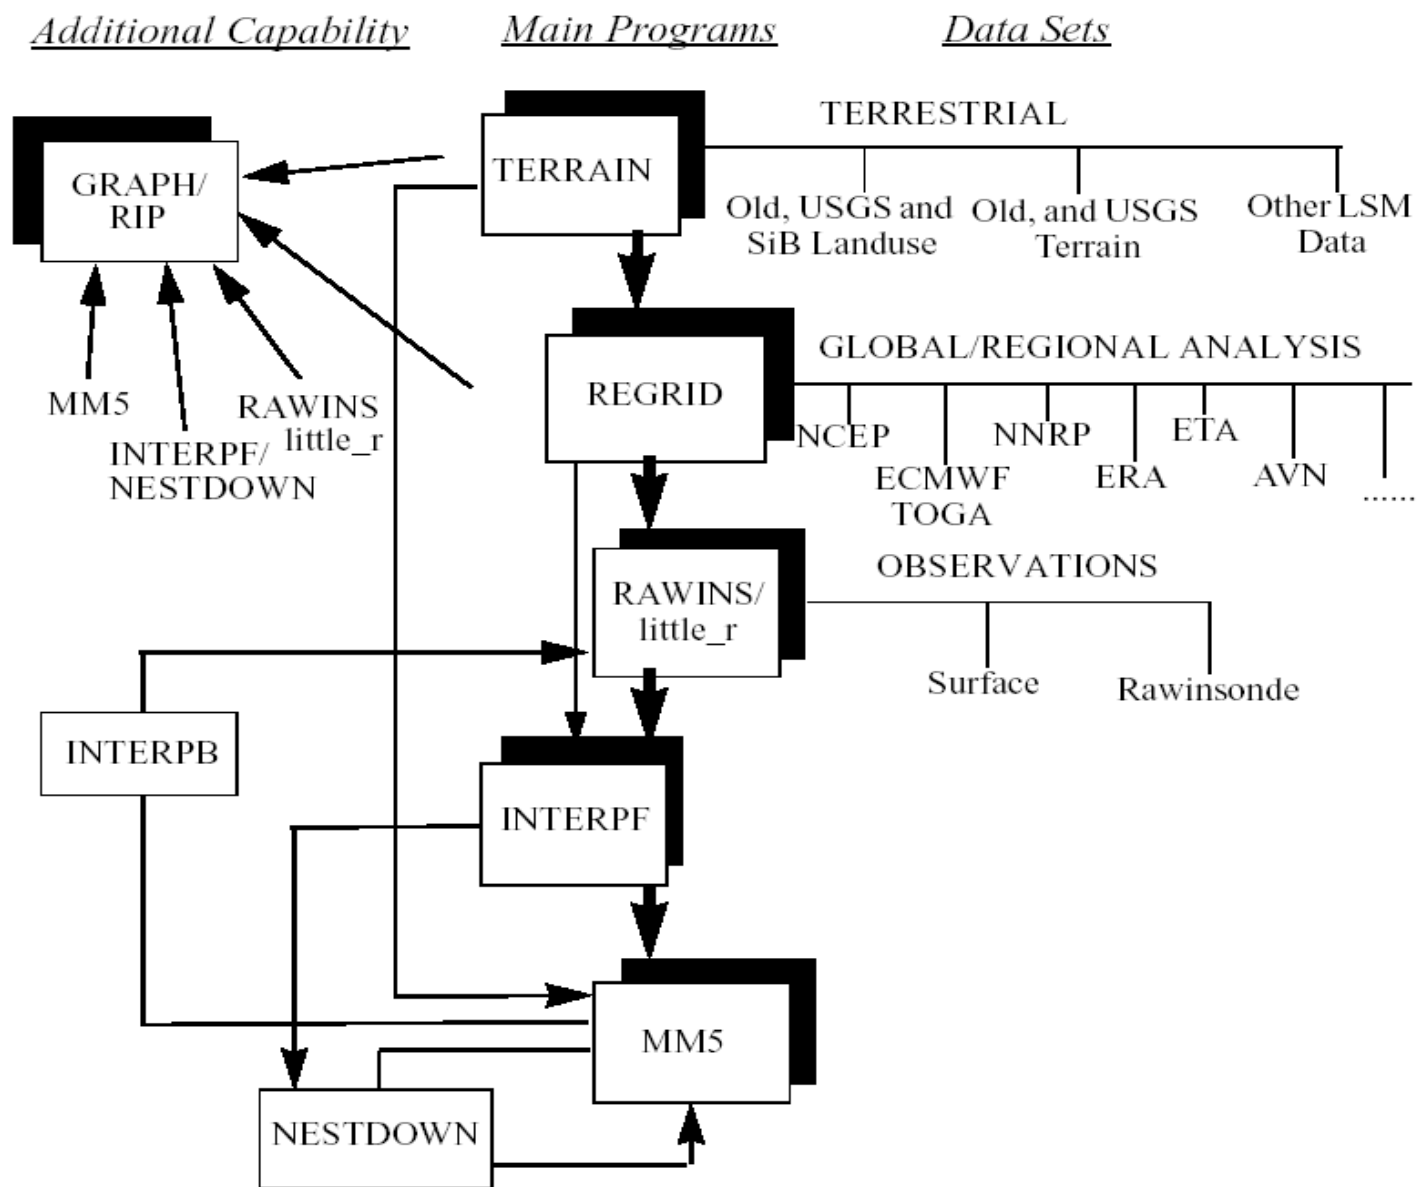 Additional Capability
Main Programs
Data Sets
GRAPH/
RIP
MM5
INTERPF/
NESTDOWN
RAWINS
little_r
TERRAIN
TERRESTRIAL
Old, USGS and
SiB Landuse
Old, and USGS
Terrain
Other LSM
Data
REGRID
GLOBAL/REGIONAL ANALYSIS
NCEP
ECMWF
TOGA
NNRP
ERA
ETA
AVN
......
RAWINS/
little_r
OBSERVATIONS
Surface
Rawinsonde
INTERPB
INTERPF
MM5
NESTDOWN